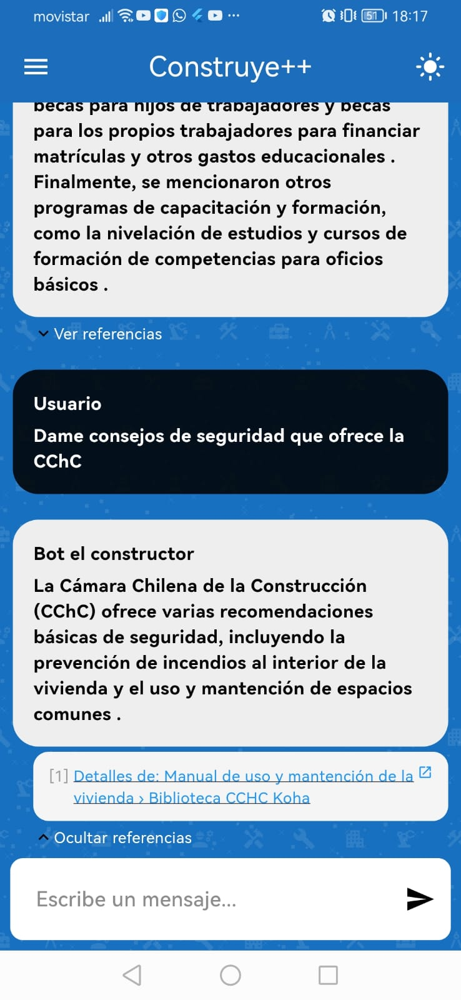 movistar 51 18:17
Construye++
becas para hijos de trabajadores y becas
para los propios trabajadores para financiar
matrículas y otros gastos educacionales .
Finalmente, se mencionaron otros
programas de capacitación y formación,
como la nivelación de estudios y cursos de
formación de competencias para oficios
básicos .
Ver referencias
Usuario
Dame consejos de seguridad que ofrece la
CChC
Bot el constructor
La Cámara Chilena de la Construcción
(CChC) ofrece varias recomendaciones
básicas de seguridad, incluyendo la
prevención de incendios al interior de la
vivienda y el uso y mantención de espacios
comunes .
[1] Detalles de: Manual de uso y mantención de la
vivienda › Biblioteca CCHC Koha
Ocultar referencias
Escribe un mensaje...